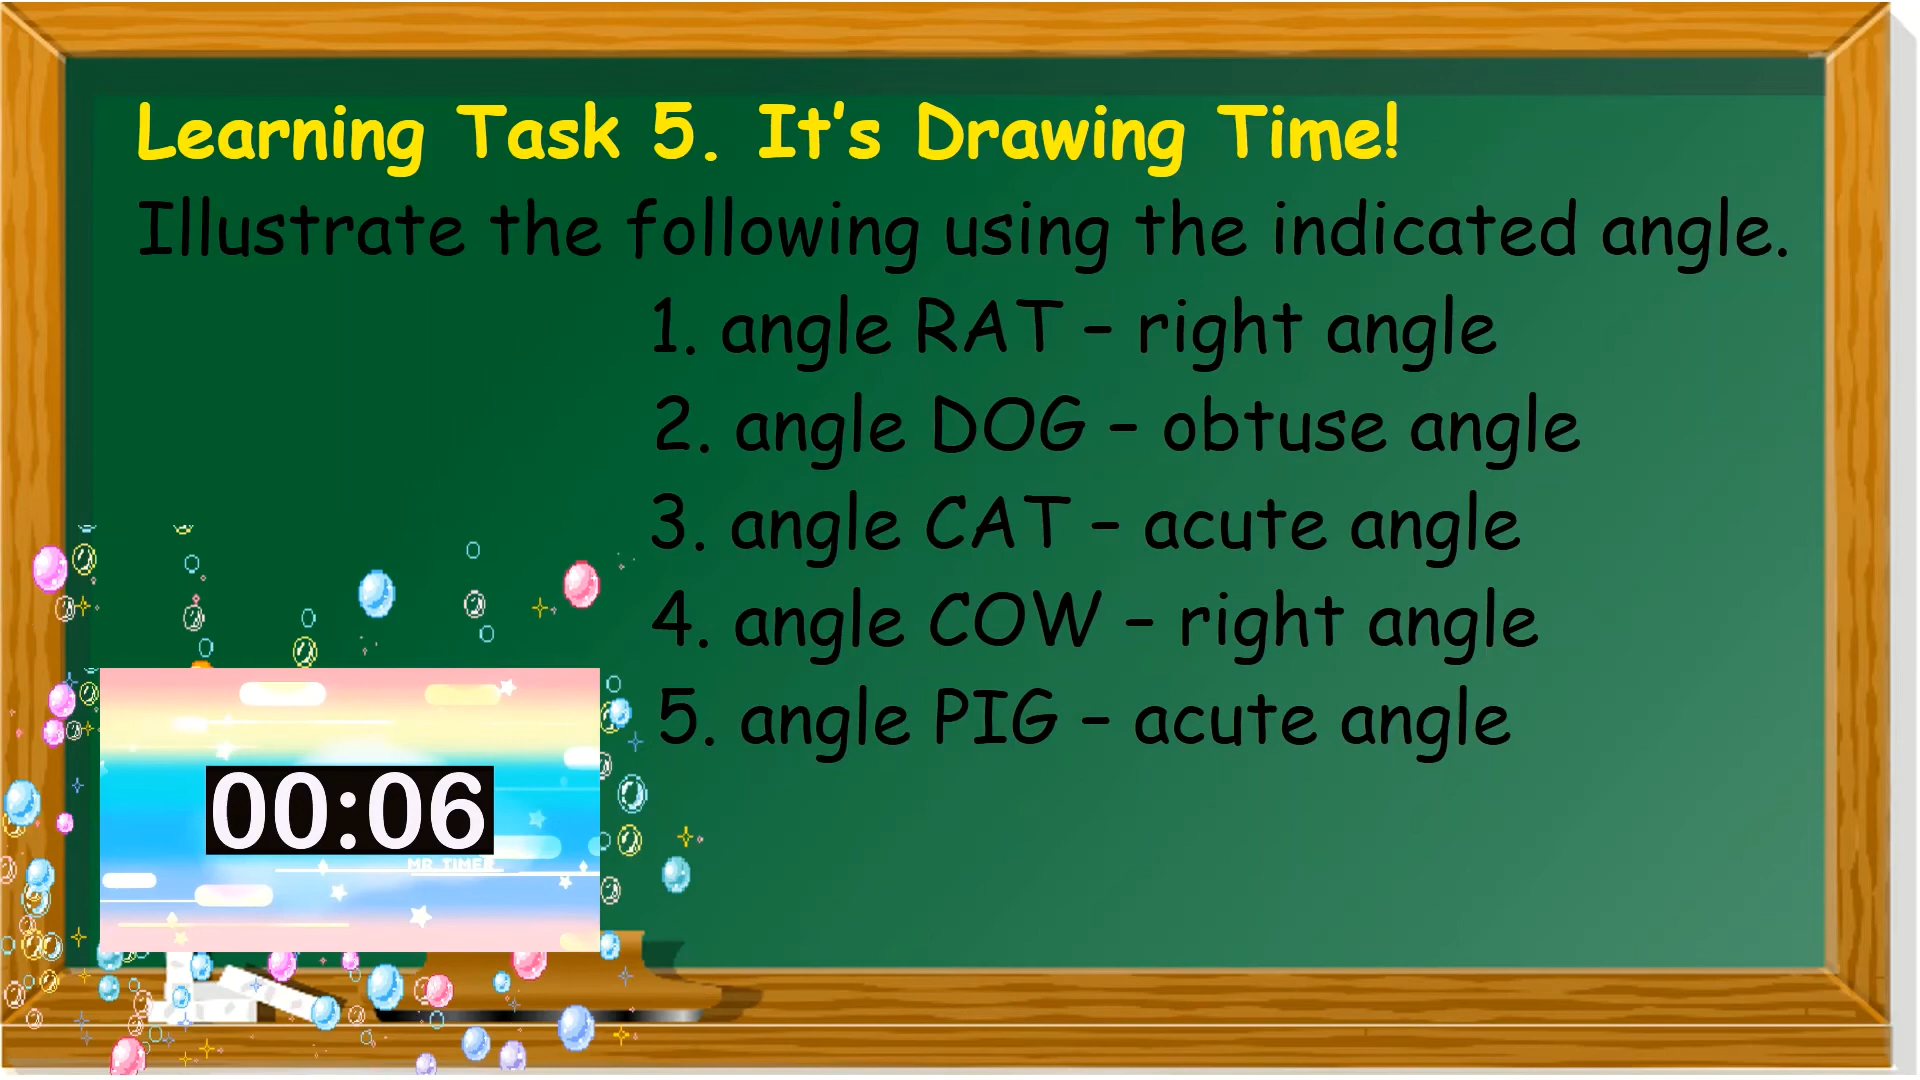 Learning Task 5. It's Drawing Time!
Illustrate the following using the indicated angle.
1. angle RAT – right angle
2. angle DOG – obtuse angle
3. angle CAT – acute angle
4. angle COW – right angle
5. angle PIG – acute angle
00:06
MR. TIMER